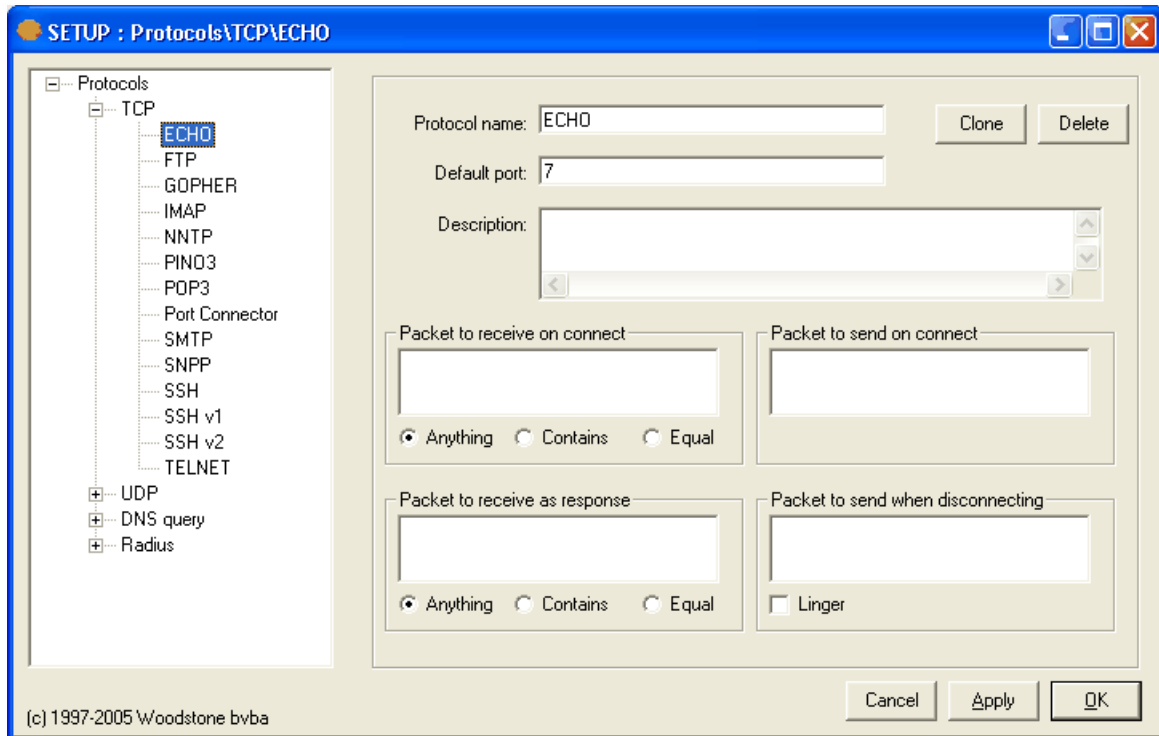 SETUP : Protocols\TCP\ECHO
Protocols
TCP
ECHO
FTP
GOPHER
IMAP
NNTP
PINO3
POP3
Port Connector
SMTP
SNPP
SSH
SSH v1
SSH v2
TELNET
UDP
DNS query
Radius
Protocol name: ECHO
Clone Delete
Default port: 7
Description:
Packet to receive on connect
Anything Contains Equal
Packet to send on connect
Packet to receive as response
Anything Contains Equal
Packet to send when disconnecting
Linger
Cancel Apply OK
(c) 1997-2005 Woodstone bvba